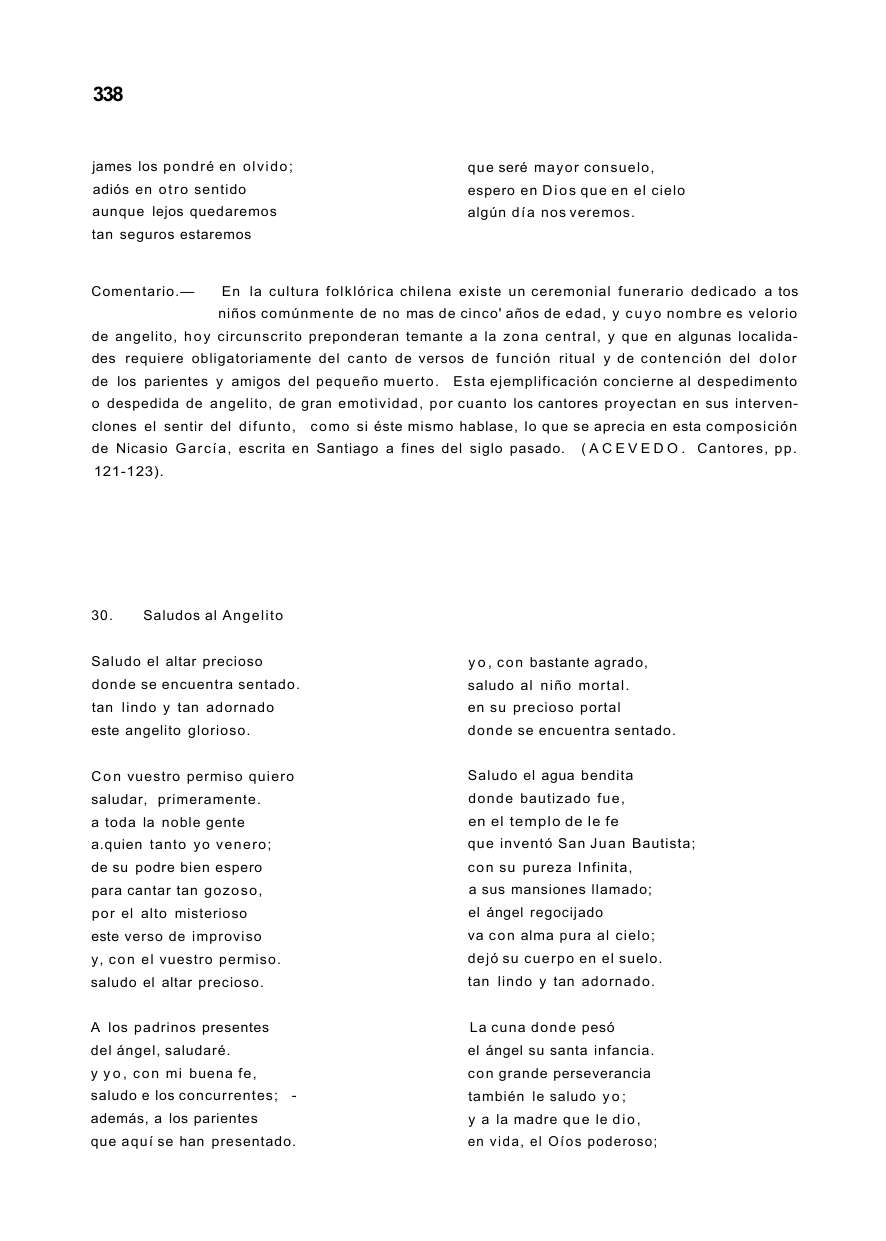 338
james los pondré en olvido;
adiós en otro sentido
aunque lejos quedaremos
tan seguros estaremos
que seré mayor consuelo,
espero en Dios que en el cielo
algún día nos veremos.
Comentario.— En la cultura folklórica chilena existe un ceremonial funerario dedicado a tos
niños comúnmente de no mas de cinco' años de edad, y cuyo nombre es velorio
de angelito, hoy circunscrito preponderan temante a la zona central, y que en algunas localida-
des requiere obligatoriamente del canto de versos de función ritual y de contención del dolor
de los parientes y amigos del pequeño muerto. Esta ejemplificación concierne al despedimento
o despedida de angelito, de gran emotividad, por cuanto los cantores proyectan en sus interven-
clones el sentir del difunto, como si éste mismo hablase, lo que se aprecia en esta composición
de Nicasio García, escrita en Santiago a fines del siglo pasado. (ACEVEDO. Cantores, pp.
121-123).
30. Saludos al Angelito
Saludo el altar precioso
donde se encuentra sentado.
tan lindo y tan adornado
este angelito glorioso.
Con vuestro permiso quiero
saludar, primeramente.
a toda la noble gente
a.quien tanto yo venero;
de su podre bien espero
para cantar tan gozoso,
por el alto misterioso
este verso de improviso
y, con el vuestro permiso.
saludo el altar precioso.
A los padrinos presentes
del ángel, saludaré.
y yo, con mi buena fe,
saludo e los concurrentes; -
además, a los parientes
que aquí se han presentado.
yo, con bastante agrado,
saludo al niño mortal.
en su precioso portal
donde se encuentra sentado.
Saludo el agua bendita
donde bautizado fue,
en el templo de le fe
que inventó San Juan Bautista;
con su pureza Infinita,
a sus mansiones llamado;
el ángel regocijado
va con alma pura al cielo;
dejó su cuerpo en el suelo.
tan lindo y tan adornado.
La cuna donde pesó
el ángel su santa infancia.
con grande perseverancia
también le saludo yo;
y a la madre que le dio,
en vida, el Oíos poderoso;